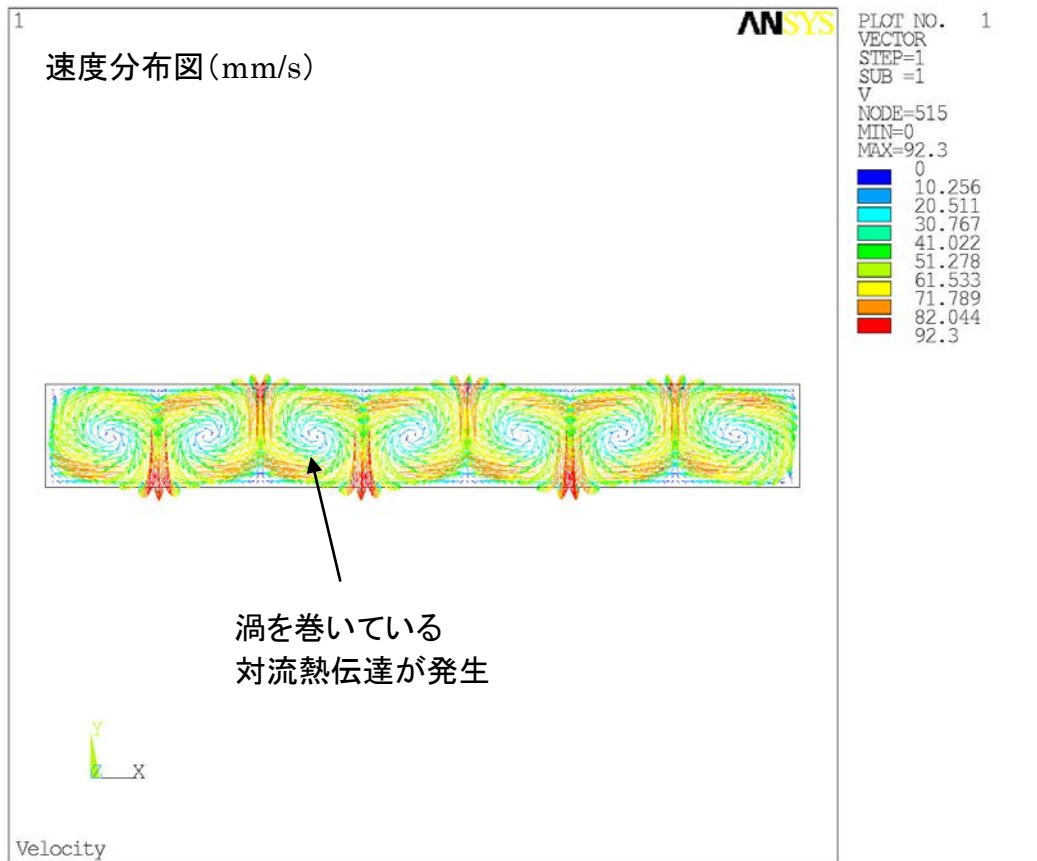 1
ANSYS
速度分布図(mm/s)
PLOT NO. 1
VECTOR
STEP=1
SUB =1
V
NODE=515
MIN=0
MAX=92.3
0
10.256
20.511
30.767
41.022
51.278
61.533
71.789
82.044
92.3
渦を巻いている
対流熱伝達が発生
Y
Z X
Velocity